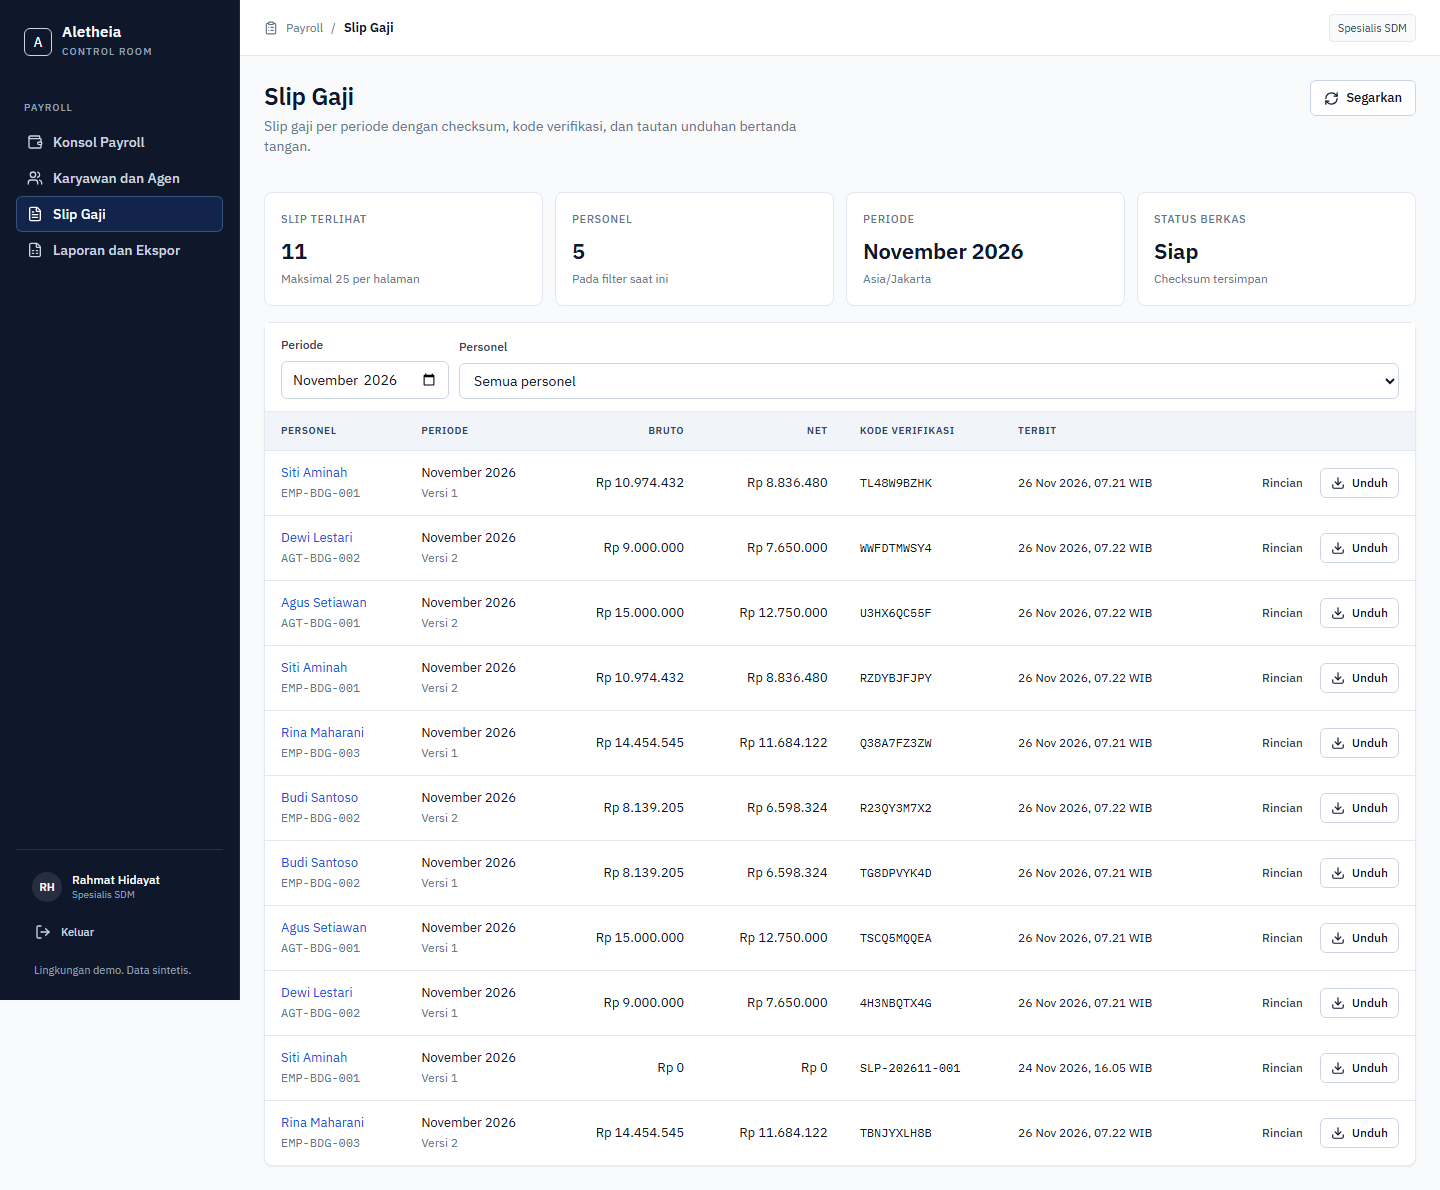 A
Aletheia
CONTROL ROOM
PAYROLL
Konsol Payroll
Karyawan dan Agen
Slip Gaji
Laporan dan Ekspor
RH
Rahmat Hidayat
Spesialis SDM
Keluar
Lingkungan demo. Data sintetis.
Payroll / Slip Gaji
Spesialis SDM
Slip Gaji
Slip gaji per periode dengan checksum, kode verifikasi, dan tautan unduhan bertanda
tangan.
Segarkan
SLIP TERLIHAT
11
Maksimal 25 per halaman
PERSONEL
5
Pada filter saat ini
PERIODE
November 2026
Asia/Jakarta
STATUS BERKAS
Siap
Checksum tersimpan
Periode
November 2026
Personel
Semua personel
PERSONEL PERIODE BRUTO NET KODE VERIFIKASI TERBIT
Siti Aminah November 2026
EMP-BDG-001 Versi 1
Rp 10.974.432 Rp 8.836.480 TL48W9BZHK 26 Nov 2026, 07.21 WIB Rincian Unduh
Dewi Lestari November 2026
AGT-BDG-002 Versi 2
Rp 9.000.000 Rp 7.650.000 WWFDTMWSY4 26 Nov 2026, 07.22 WIB Rincian Unduh
Agus Setiawan November 2026
AGT-BDG-001 Versi 2
Rp 15.000.000 Rp 12.750.000 U3HX6QC55F 26 Nov 2026, 07.22 WIB Rincian Unduh
Siti Aminah November 2026
EMP-BDG-001 Versi 2
Rp 10.974.432 Rp 8.836.480 RZDYBJFJPY 26 Nov 2026, 07.22 WIB Rincian Unduh
Rina Maharani November 2026
EMP-BDG-003 Versi 1
Rp 14.454.545 Rp 11.684.122 Q38A7FZ3ZW 26 Nov 2026, 07.21 WIB Rincian Unduh
Budi Santoso November 2026
EMP-BDG-002 Versi 2
Rp 8.139.205 Rp 6.598.324 R23QY3M7X2 26 Nov 2026, 07.22 WIB Rincian Unduh
Budi Santoso November 2026
EMP-BDG-002 Versi 1
Rp 8.139.205 Rp 6.598.324 TG8DPVYK4D 26 Nov 2026, 07.21 WIB Rincian Unduh
Agus Setiawan November 2026
AGT-BDG-001 Versi 1
Rp 15.000.000 Rp 12.750.000 TSCQ5MQQEA 26 Nov 2026, 07.21 WIB Rincian Unduh
Dewi Lestari November 2026
AGT-BDG-002 Versi 1
Rp 9.000.000 Rp 7.650.000 4H3NBQTX4G 26 Nov 2026, 07.21 WIB Rincian Unduh
Siti Aminah November 2026
EMP-BDG-001 Versi 1
Rp 0 Rp 0 SLP-202611-001 24 Nov 2026, 16.05 WIB Rincian Unduh
Rina Maharani November 2026
EMP-BDG-003 Versi 2
Rp 14.454.545 Rp 11.684.122 TBNJYXLH8B 26 Nov 2026, 07.22 WIB Rincian Unduh